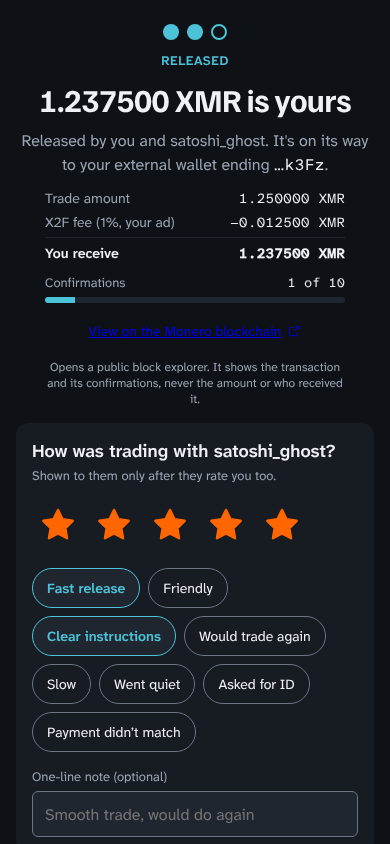 RELEASED
1.237500 XMR is yours
Released by you and satoshi_ghost. It's on its way
to your external wallet ending …k3Fz.
Trade amount 1.250000 XMR
X2F fee (1%, your ad) −0.012500 XMR
You receive 1.237500 XMR
Confirmations 1 of 10
View on the Monero blockchain
Opens a public block explorer. It shows the transaction
and its confirmations, never the amount or who received
it.
How was trading with satoshi_ghost?
Shown to them only after they rate you too.
Fast release Friendly
Clear instructions Would trade again
Slow Went quiet Asked for ID
Payment didn't match
One-line note (optional)
Smooth trade, would do again